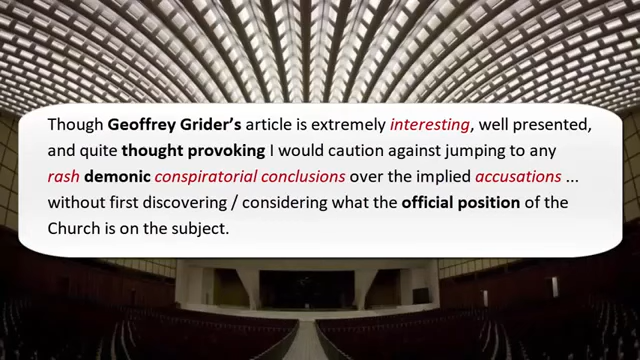 Though Geoffrey Grider's article is extremely interesting, well presented,
and quite thought provoking I would caution against jumping to any
rash demonic conspiratorial conclusions over the implied accusations ...
without first discovering / considering what the official position of the
Church is on the subject.